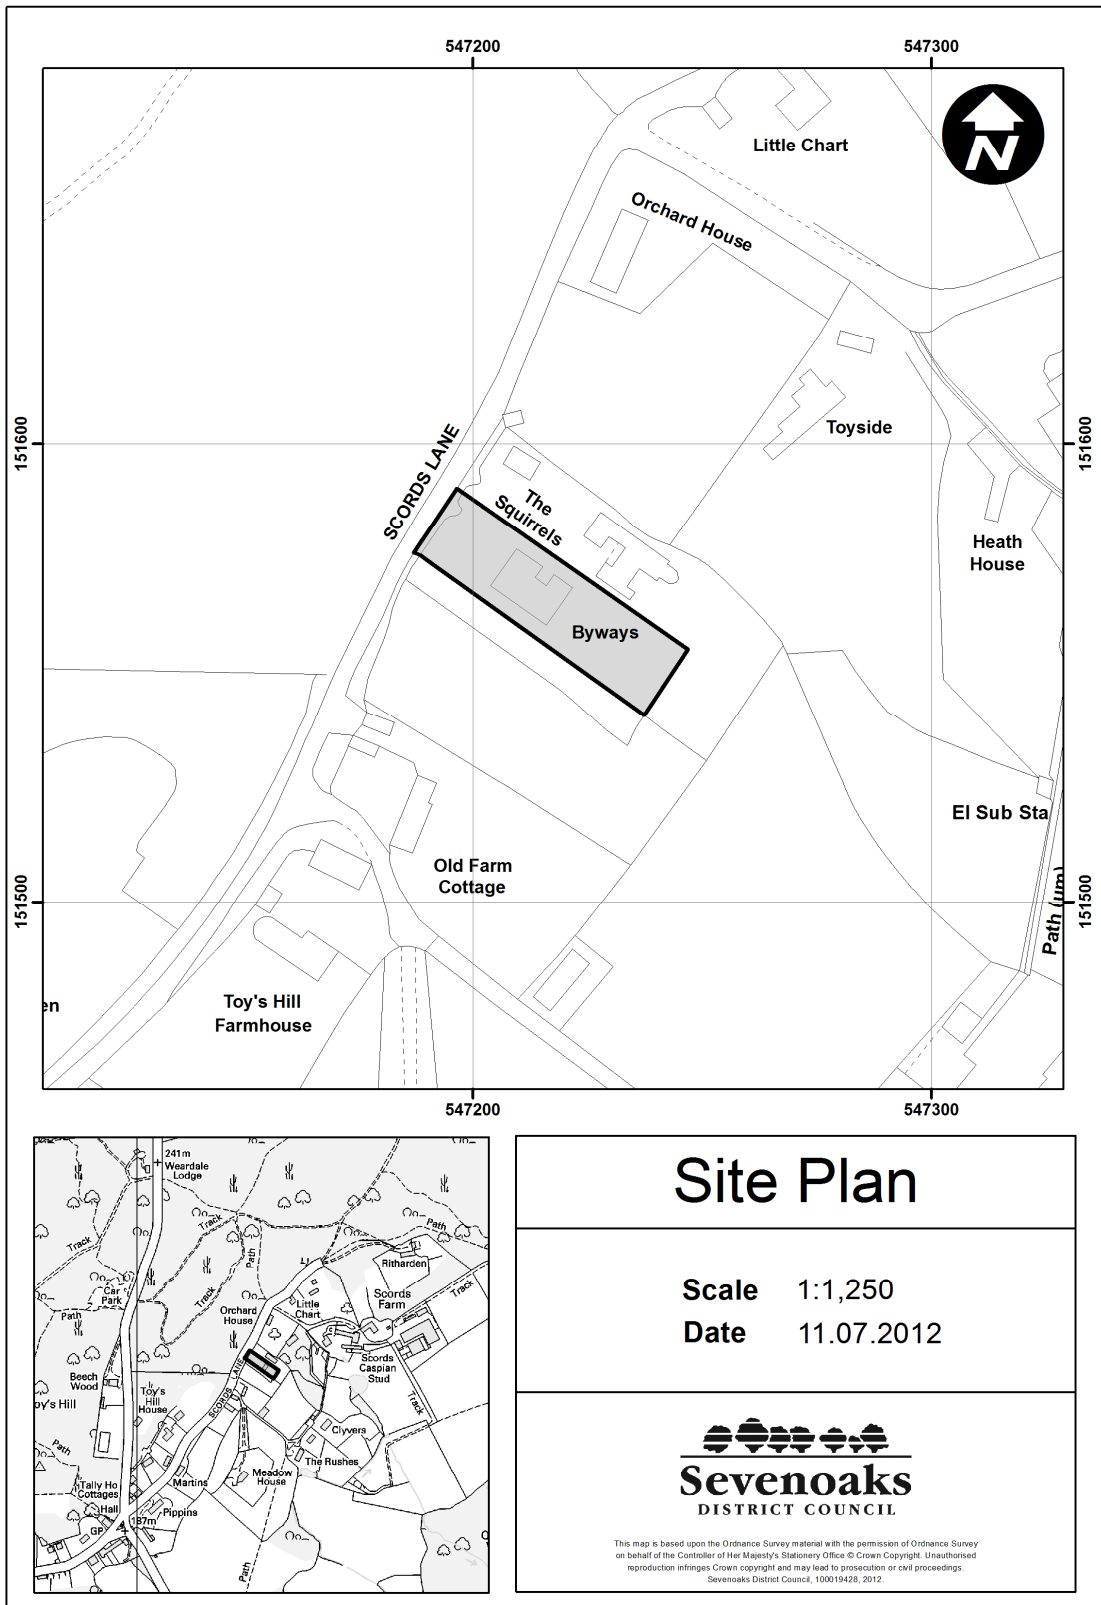 547200
547300
Little Chart
N
Orchard House
151600
151600
SCORDS LANE
Toyside
The
Squirrels
Heath
House
Byways
El Sub Sta
Old Farm
Cottage
151500
151500
Path (um)
en
Toy's Hill
Farmhouse
547200
547300
241m
Weardale
Lodge
Track
Path
Track
Path
Ritharden
Car
Park
Track
Scords
Farm
Track
Path
Orchard
House
Little
Chart
Scords
Caspian
Stud
Beech
Wood
LANE
SCORDS
Toy's
Hill
House
oy's Hill
Track
Clyvers
Path
The Rushes
Meadow
House
Martins
Tally Ho
Cottages
Hall
Pippins
187m
GP
Path
Site Plan
Scale 1:1,250
Date 11.07.2012
Sevenoaks
DISTRICT COUNCIL
This map is based upon the Ordnance Survey material with the permission of Ordnance Survey
on behalf of the Controller of Her Majesty's Stationery Office © Crown Copyright. Unauthorised
reproduction infringes Crown copyright and may lead to prosecution or civil proceedings.
Sevenoaks District Council, 100019428, 2012.